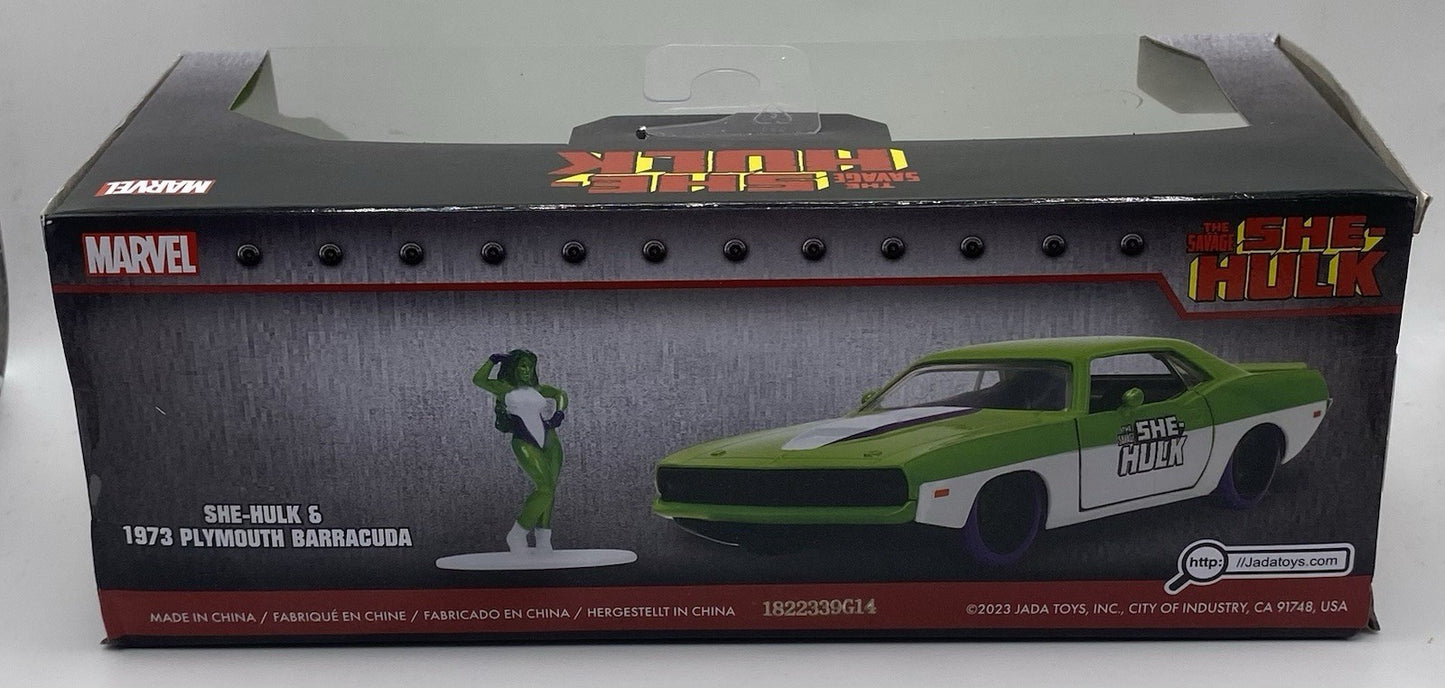 THE SAVAGE
SHE-HULK
MARVEL
MARVEL
THE SAVAGE
SHE-
HULK
THE SAVAGE
SHE-
HULK
SHE-HULK &
1973 PLYMOUTH BARRACUDA
http: //Jadatoys.com
MADE IN CHINA / FABRIQUÉ EN CHINE / FABRICADO EN CHINA / HERGESTELLT IN CHINA 1822339G14 ©2023 JADA TOYS, INC., CITY OF INDUSTRY, CA 91748, USA